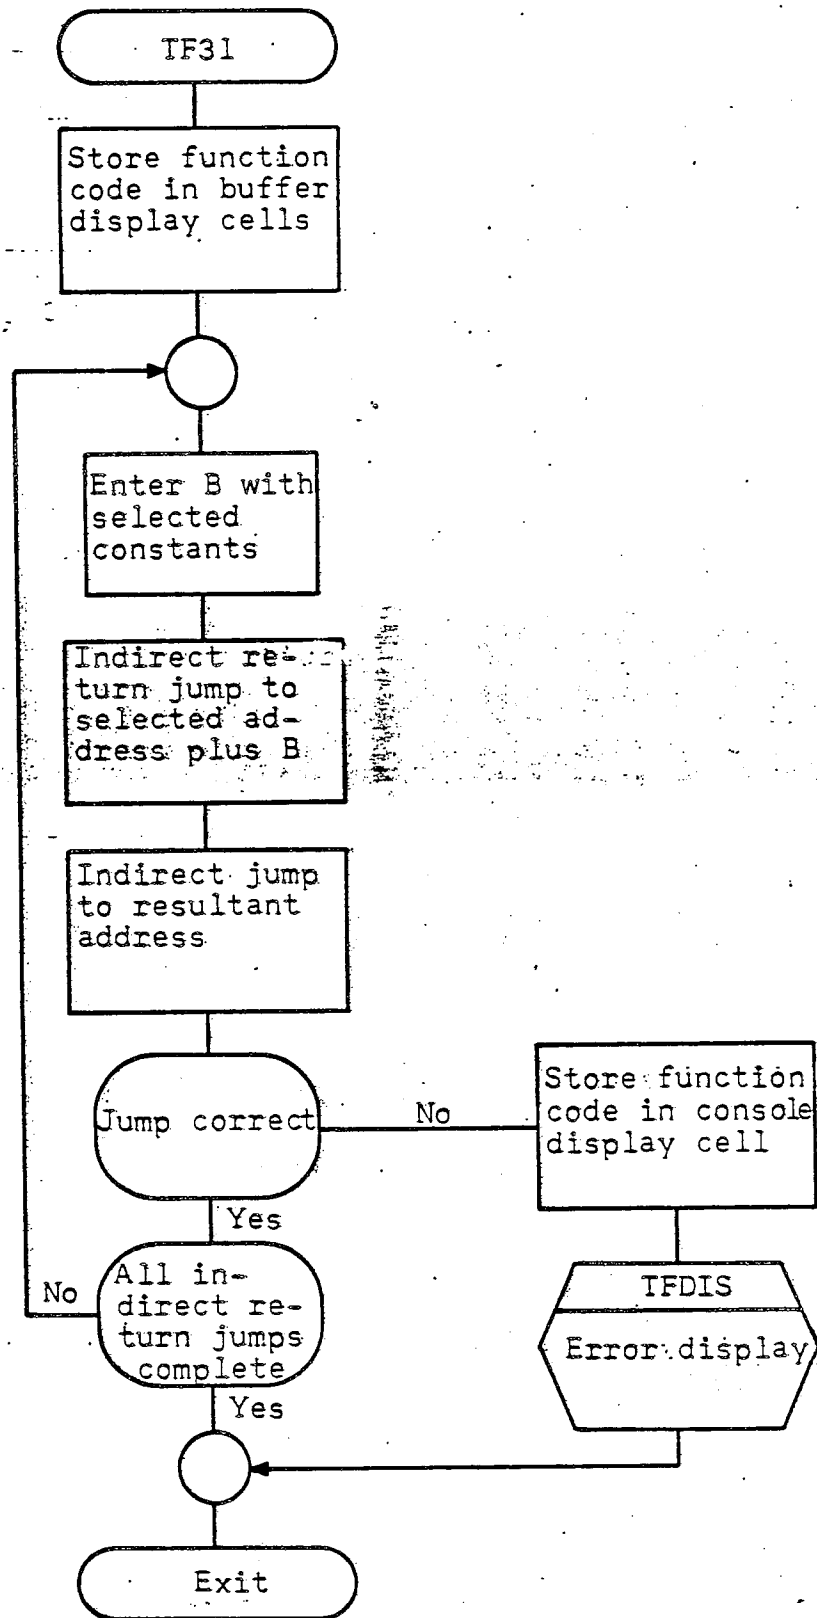 TF31
Store function
code in buffer
display cells
Enter B with
selected
constants
Indirect re-
turn jump to
selected ad-
dress plus B
Indirect jump
to resultant
address
Jump correct
No
Store function
code in console
display cell
Yes
TFDIS
Error display
No
All in-
direct re-
turn jumps
complete
Yes
Exit